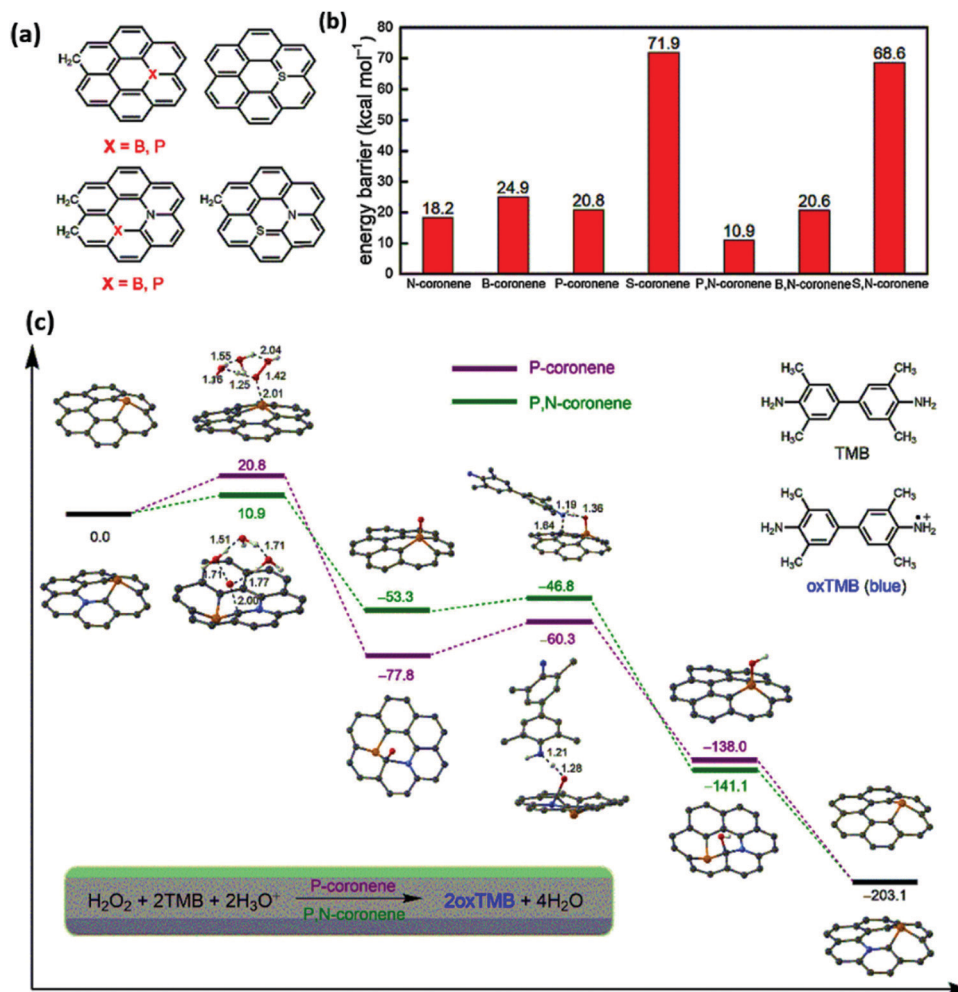 (a)
H₂C
X
S
X = B, P
H₂C
H₂C
N
X
H₂C
N
S
X = B, P
(b)
energy barrier (kcal mol⁻¹)
80
70
60
50
40
30
20
10
0
18.2
24.9
20.8
71.9
10.9
20.6
68.6
N-coronene B-coronene P-coronene S-coronene P,N-coronene B,N-coronene S,N-coronene
(c)
1.55 2.04
1.16 1.25 1.42
2.01
P-coronene
P,N-coronene
CH₃ CH₃
H₂N NH₂
H₃C CH₃
TMB
CH₃ CH₃
H₂N NH₂
H₃C CH₃
oxTMB (blue)
20.8
10.9
0.0
1.51 1.71
1.71 1.77
2.00
1.19 1.36
1.64
−53.3
−46.8
−77.8
−60.3
1.21
1.28
−138.0
−141.1
−203.1
H₂O₂ + 2TMB + 2H₃O⁺ P-coronene 2oxTMB + 4H₂O
P,N-coronene